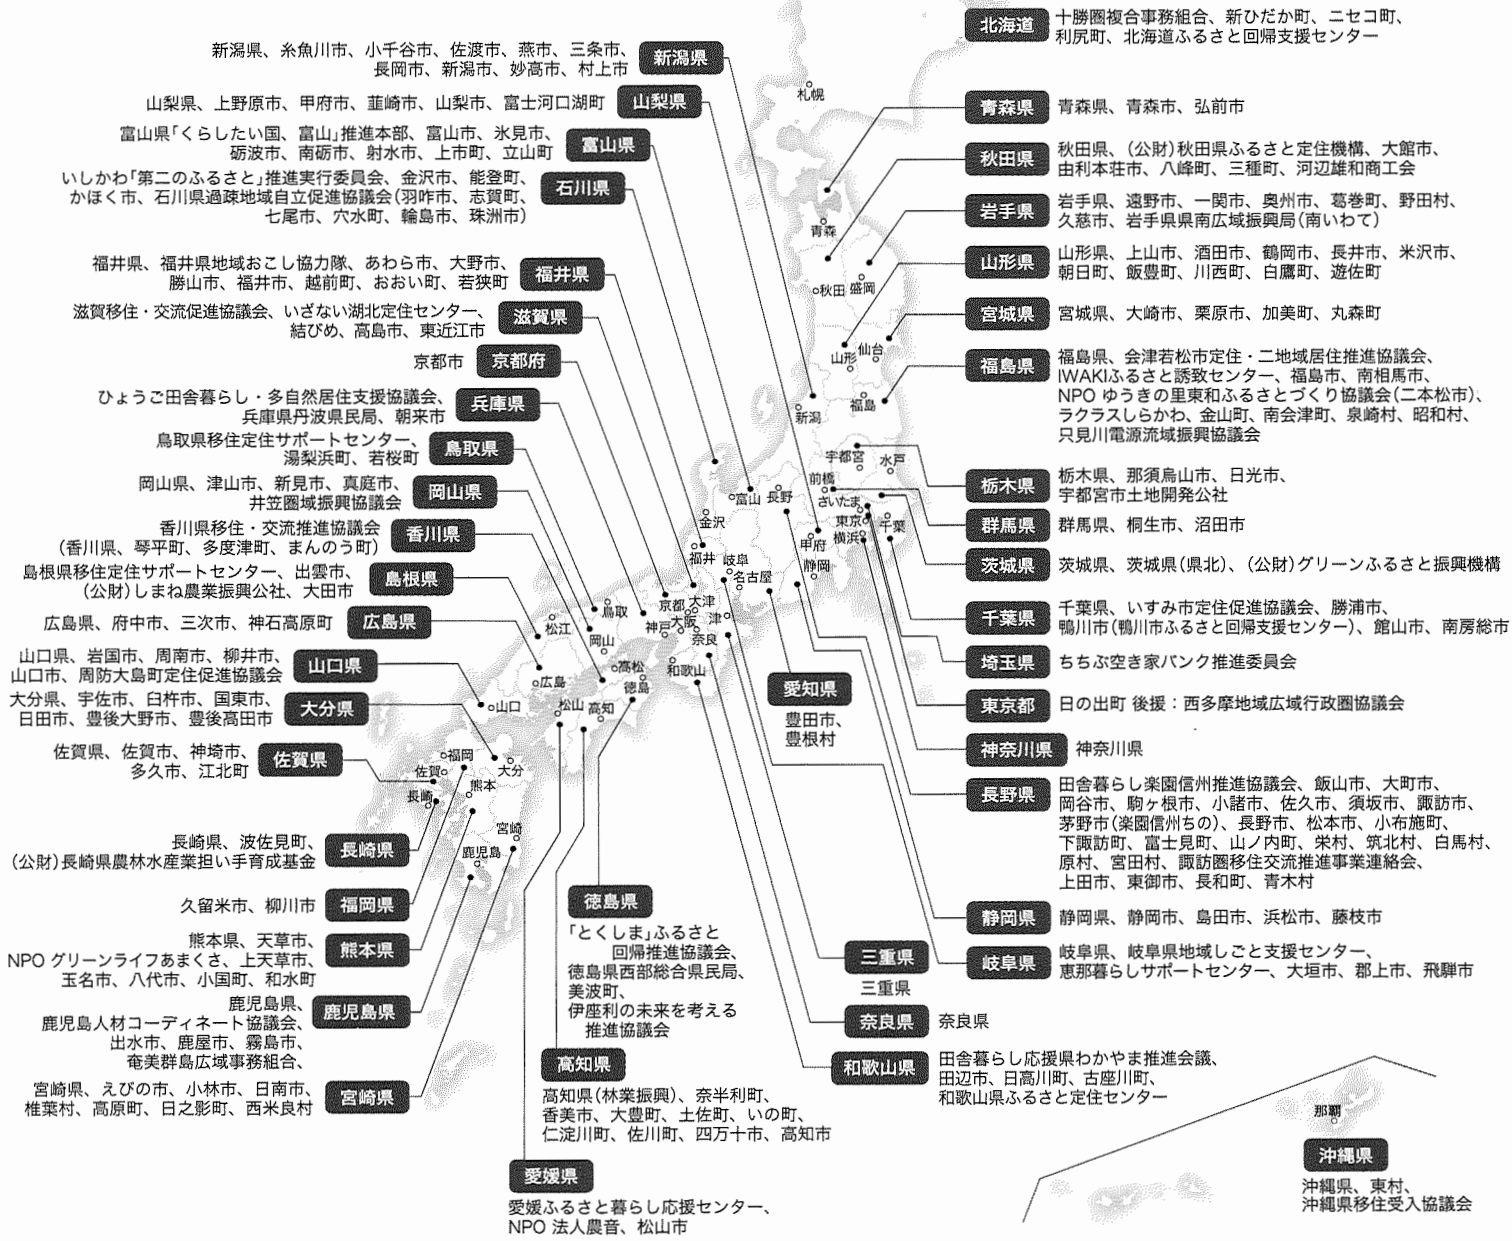 北海道
十勝圏複合事務組合、新ひだか町、ニセコ町、
利尻町、北海道ふるさと回帰支援センター
青森県
青森県、青森市、弘前市
秋田県
秋田県、(公財)秋田県ふるさと定住機構、大館市、
由利本荘市、八峰町、三種町、河辺雄和商工会
岩手県
岩手県、遠野市、一関市、奥州市、葛巻町、野田村、
久慈市、岩手県県南広域振興局(南いわて)
山形県
山形県、上山市、酒田市、鶴岡市、長井市、米沢市、
朝日町、飯豊町、川西町、白鷹町、遊佐町
宮城県
宮城県、大崎市、栗原市、加美町、丸森町
福島県
福島県、会津若松市定住・二地域居住推進協議会、
IWAKIふるさと誘致センター、福島市、南相馬市、
NPO ゆうきの里東和ふるさとづくり協議会(二本松市)、
ラクラスしらかわ、金山町、南会津町、泉崎村、昭和村、
只見川電源流域振興協議会
栃木県
栃木県、那須烏山市、日光市、
宇都宮市土地開発公社
群馬県
群馬県、桐生市、沼田市
茨城県
茨城県、茨城県(県北)、(公財)グリーンふるさと振興機構
千葉県
千葉県、いすみ市定住促進協議会、勝浦市、
鴨川市(鴨川市ふるさと回帰支援センター)、館山市、南房総市
埼玉県
ちちぶ空き家バンク推進委員会
東京都
日の出町 後援：西多摩地域広域行政圏協議会
神奈川県
神奈川県
長野県
田舎暮らし楽園信州推進協議会、飯山市、大町市、
岡谷市、駒ヶ根市、小諸市、佐久市、須坂市、諏訪市、
茅野市(楽園信州ちの)、長野市、松本市、小布施町、
下諏訪町、富士見町、山ノ内町、栄村、筑北村、白馬村、
原村、宮田村、諏訪圏移住交流推進事業連絡会、
上田市、東御市、長和町、青木村
静岡県
静岡県、静岡市、島田市、浜松市、藤枝市
岐阜県
岐阜県、岐阜県地域しごと支援センター、
恵那暮らしサポートセンター、大垣市、郡上市、飛騨市
新潟県、糸魚川市、小千谷市、佐渡市、燕市、三条市、
長岡市、新潟市、妙高市、村上市
新潟県
山梨県、上野原市、甲府市、韮崎市、山梨市、富士河口湖町
山梨県
富山県「くらしたい国、富山」推進本部、富山市、氷見市、
砺波市、南砺市、射水市、上市町、立山町
富山県
いしかわ「第二のふるさと」推進実行委員会、金沢市、能登町、
かほく市、石川県過疎地域自立促進協議会(羽咋市、志賀町、
七尾市、穴水町、輪島市、珠洲市)
石川県
福井県、福井県地域おこし協力隊、あわら市、大野市、
勝山市、福井市、越前町、おおい町、若狭町
福井県
滋賀移住・交流促進協議会、いざない湖北定住センター、
結びめ、高島市、東近江市
滋賀県
京都市
京都府
ひょうご田舎暮らし・多自然居住支援協議会、
兵庫県丹波県民局、朝来市
兵庫県
鳥取県移住定住サポートセンター、
湯梨浜町、若桜町
鳥取県
岡山県、津山市、新見市、真庭市、
井笠圏域振興協議会
岡山県
香川県移住・交流推進協議会
(香川県、琴平町、多度津町、まんのう町)
香川県
島根県移住定住サポートセンター、出雲市、
(公財)しまね農業振興公社、大田市
島根県
広島県、府中市、三次市、神石高原町
広島県
山口県、岩国市、周南市、柳井市、
山口市、周防大島町定住促進協議会
山口県
大分県、宇佐市、臼杵市、国東市、
日田市、豊後大野市、豊後高田市
大分県
佐賀県、佐賀市、神埼市、
多久市、江北町
佐賀県
長崎県、波佐見町、
(公財)長崎県農林水産業担い手育成基金
長崎県
久留米市、柳川市
福岡県
熊本県、天草市、
NPO グリーンライフあまくさ、上天草市、
玉名市、八代市、小国町、和水町
熊本県
鹿児島県、
鹿児島人材コーディネート協議会、
出水市、鹿屋市、霧島市、
奄美群島広域事務組合、
鹿児島県
宮崎県、えびの市、小林市、日南市、
椎葉村、高原町、日之影町、西米良村
宮崎県
徳島県
「とくしま」ふるさと
回帰推進協議会、
徳島県西部総合県民局、
美波町、
伊座利の未来を考える
推進協議会
高知県
高知県(林業振興)、奈半利町、
香美市、大豊町、土佐町、いの町、
仁淀川町、佐川町、四万十市、高知市
愛媛県
愛媛ふるさと暮らし応援センター、
NPO 法人農音、松山市
愛知県
豊田市、
豊根村
三重県
三重県
奈良県
奈良県
和歌山県
田舎暮らし応援県わかやま推進会議、
田辺市、日高川町、古座川町、
和歌山県ふるさと定住センター
那覇
沖縄県
沖縄県、東村、
沖縄県移住受入協議会
札幌
青森
秋田
盛岡
山形
仙台
新潟
福島
宇都宮
水戸
前橋
さいたま
東京
千葉
横浜
富山
長野
金沢
甲府
福井
岐阜
静岡
名古屋
京都
大津
津
大阪
神戸
奈良
鳥取
松江
岡山
高松
和歌山
広島
徳島
山口
松山
高知
福岡
佐賀
大分
熊本
長崎
宮崎
鹿児島